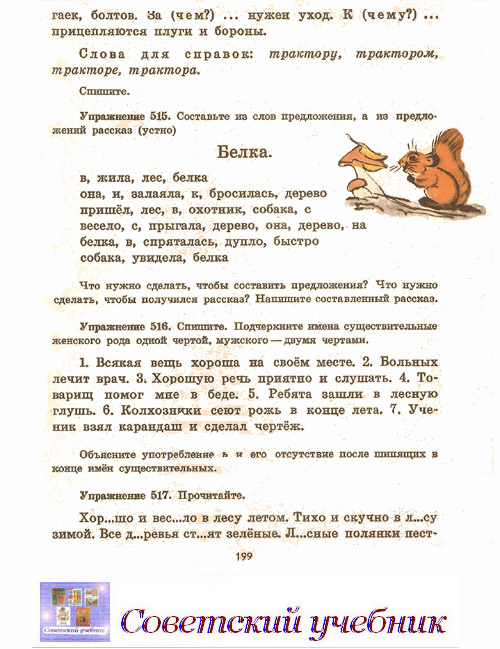 гаек, болтов. За (чем?) ... нужен уход. К (чему?) ...
прицепляются плуги и бороны.
Слова для справок: трактору, трактором,
тракторе, трактора.
Спишите.
Упражнение 515. Составьте из слов предложения, а из предло-
жений рассказ (устно)
Белка.
в, жила, лес, белка
она, и, залаяла, к, бросилась, дерево
пришёл, лес, в, охотник, собака, с
весело, с, прыгала, дерево, она, дерево, на
белка, в, спряталась, дупло, быстро
собака, увидела, белка
Что нужно сделать, чтобы составить предложения? Что нужно
сделать, чтобы получился рассказ? Напишите составленный рассказ.
Упражнение 516. Спишите. Подчеркните имена существительные
женского рода одной чертой, мужского — двумя чертами.
1. Всякая вещь хороша на своём месте. 2. Больных
лечит врач. 3. Хорошую речь приятно и слушать. 4. То-
варищ помог мне в беде. 5. Ребята зашли в лесную
глушь. 6. Колхозники сеют рожь в конце лета. 7. Уче-
ник взял карандаш и сделал чертёж.
Объясните употребление ь и его отсутствие после шипящих в
конце имён существительных.
Упражнение 517. Прочитайте.
Хор...шо и вес...ло в лесу летом. Тихо и скучно в л...су
зимой. Все д...ревья ст...ят зелёные. Л...сные полянки пест-
199
Советский учебник
Советский учебник